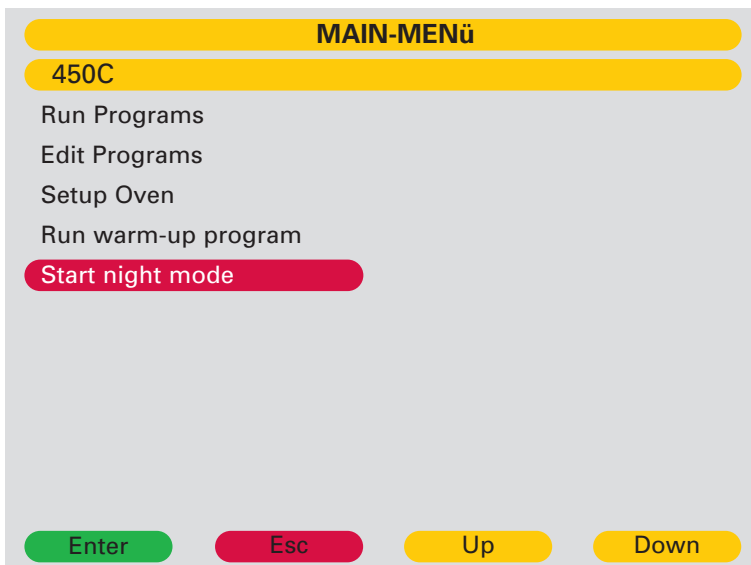 MAIN-MENü
450C
Run Programs
Edit Programs
Setup Oven
Run warm-up program
Start night mode
Enter Esc Up Down